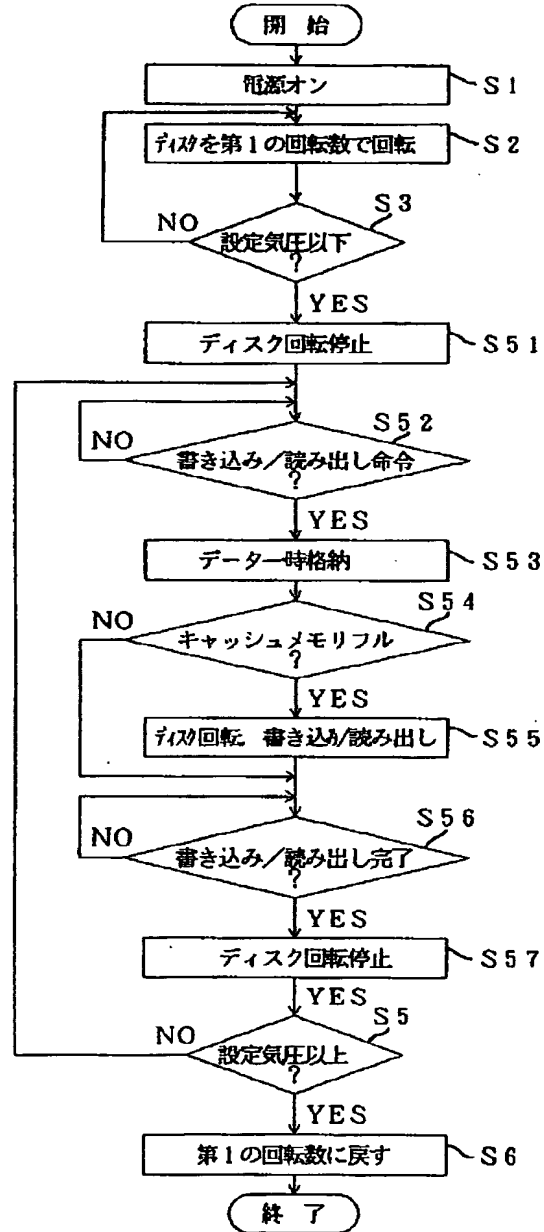 開 始
電源オン
S1
ディスクを第1の回転数で回転
S2
S3
NO
設定気圧以下
?
YES
ディスク回転停止
S51
S52
NO
書き込み/読み出し命令
?
YES
データ一時格納
S53
S54
NO
キャッシュメモリフル
?
YES
ディスク回転、書き込み/読み出し
S55
S56
NO
書き込み/読み出し完了
?
YES
ディスク回転停止
S57
YES
S5
NO
設定気圧以上
?
YES
第1の回転数に戻す
S6
終 了